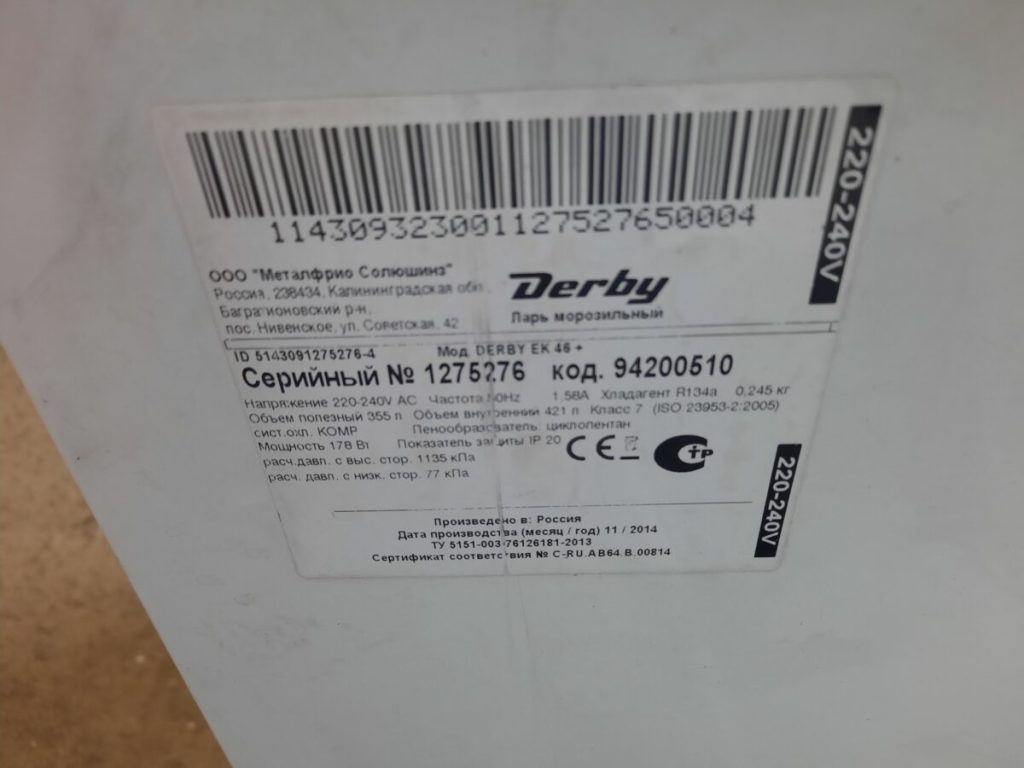 114309323001127527650004
220-240V
ООО "Металфрио Солюшинз"
Россия, 238434, Калининградская обл.,
Багратионовский р-н,
пос. Нивенское, ул. Советская, 42
Derby
Ларь морозильный
ID 5143091275276-4 Мод. DERBY EK 46 +
Серийный № 1275276 код. 94200510
Напряжение 220-240V AC Частота 50Hz 1.58A Хладагент R134a 0,245 кг
Объем полезный 355 л Объем внутренний 421 л Класс 7 (ISO 23953-2:2005)
сист.охл. КОМР Пенообразователь: циклопентан
Мощность 178 Вт Показатель защиты IP 20
расч.давл. с выс. стор. 1135 кПа
расч. давл. с низк. стор. 77 кПа
CE
СТР
220-240V
Произведено в: Россия
Дата производства (месяц / год) 11 / 2014
ТУ 5151-003-76126181-2013
Сертификат соответствия № C-RU.АВ64.В.00814